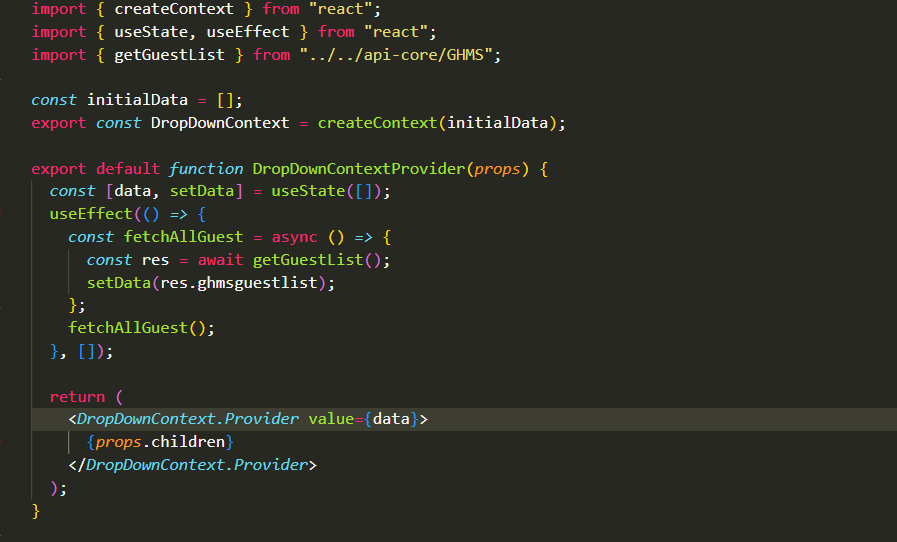 import { createContext } from "react";
import { useState, useEffect } from "react";
import { getGuestList } from "../../api-core/GHMS";
const initialData = [];
export const DropDownContext = createContext(initialData);
export default function DropDownContextProvider(props) {
const [data, setData] = useState([]);
useEffect(() => {
const fetchAllGuest = async () => {
const res = await getGuestList();
setData(res.ghmsguestlist);
};
fetchAllGuest();
}, []);
return (
<DropDownContext.Provider value={data}>
{props.children}
</DropDownContext.Provider>
);
}